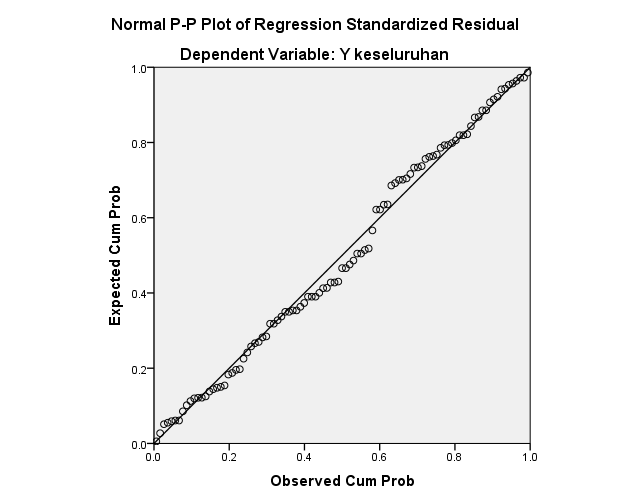 Normal P-P Plot of Regression Standardized Residual
Dependent Variable: Y keseluruhan
Expected Cum Prob
1.0
0.8
0.6
0.4
0.2
0.0
0.0 0.2 0.4 0.6 0.8 1.0
Observed Cum Prob